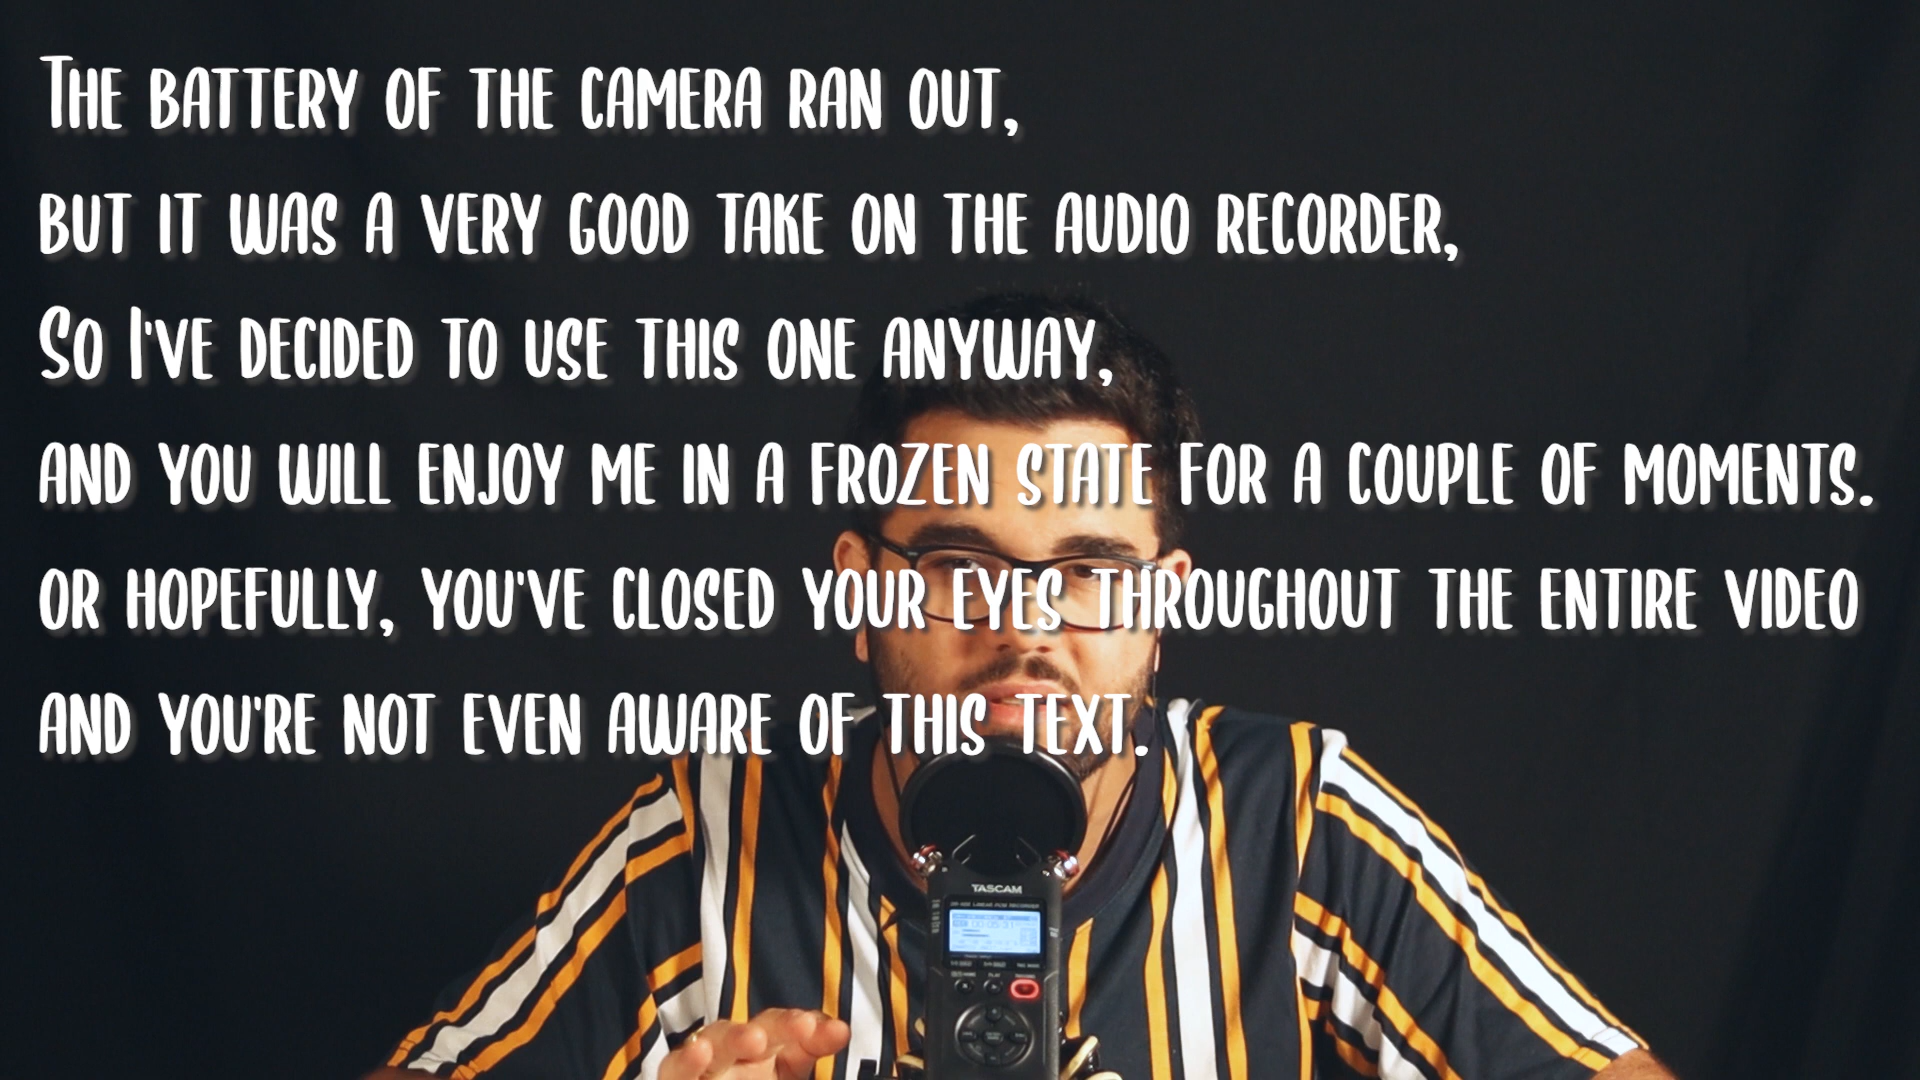 The battery of the camera ran out,
but it was a very good take on the audio recorder,
So I've decided to use this one anyway,
and you will enjoy me in a frozen state for a couple of moments.
or hopefully, you've closed your eyes throughout the entire video
and you're not even aware of this text.
TASCAM